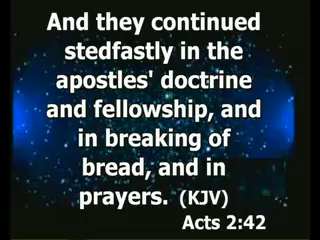 And they continued
stedfastly in the
apostles' doctrine
and fellowship, and
in breaking of
bread, and in
prayers. (KJV)
Acts 2:42